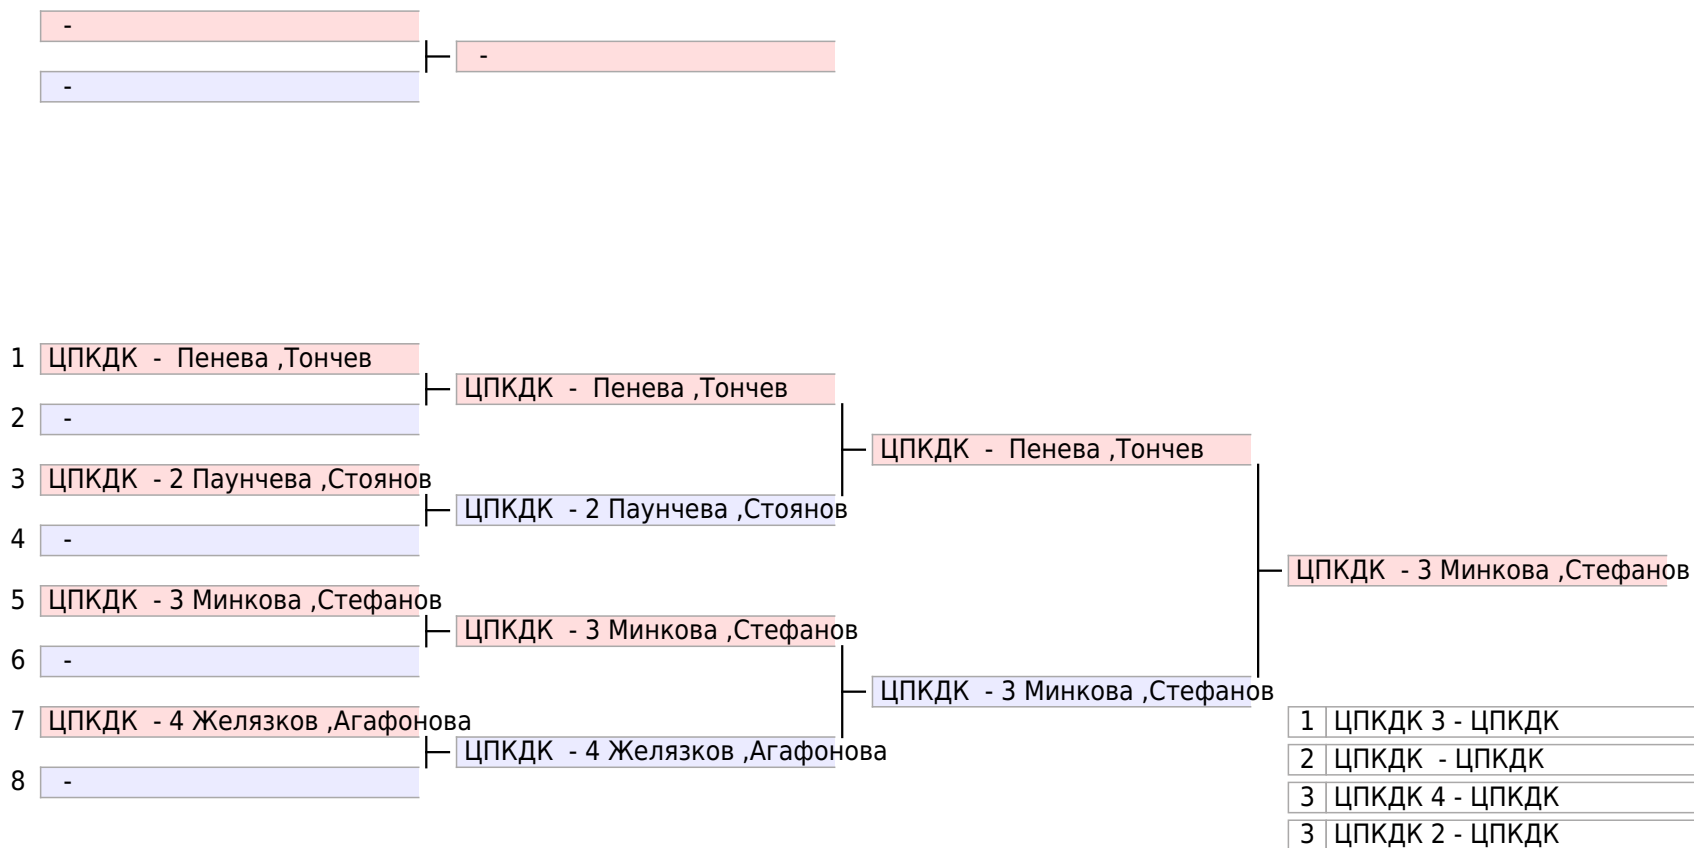 -
-
-
1 ЦПКДК - Пенева ,Тончев
ЦПКДК - Пенева ,Тончев
2 -
ЦПКДК - Пенева ,Тончев
3 ЦПКДК - 2 Паунчева ,Стоянов
ЦПКДК - 2 Паунчева ,Стоянов
4 -
ЦПКДК - 3 Минкова ,Стефанов
5 ЦПКДК - 3 Минкова ,Стефанов
ЦПКДК - 3 Минкова ,Стефанов
6 -
ЦПКДК - 3 Минкова ,Стефанов
7 ЦПКДК - 4 Желязков ,Агафонова
ЦПКДК - 4 Желязков ,Агафонова
8 -
1 ЦПКДК 3 - ЦПКДК
2 ЦПКДК - ЦПКДК
3 ЦПКДК 4 - ЦПКДК
3 ЦПКДК 2 - ЦПКДК